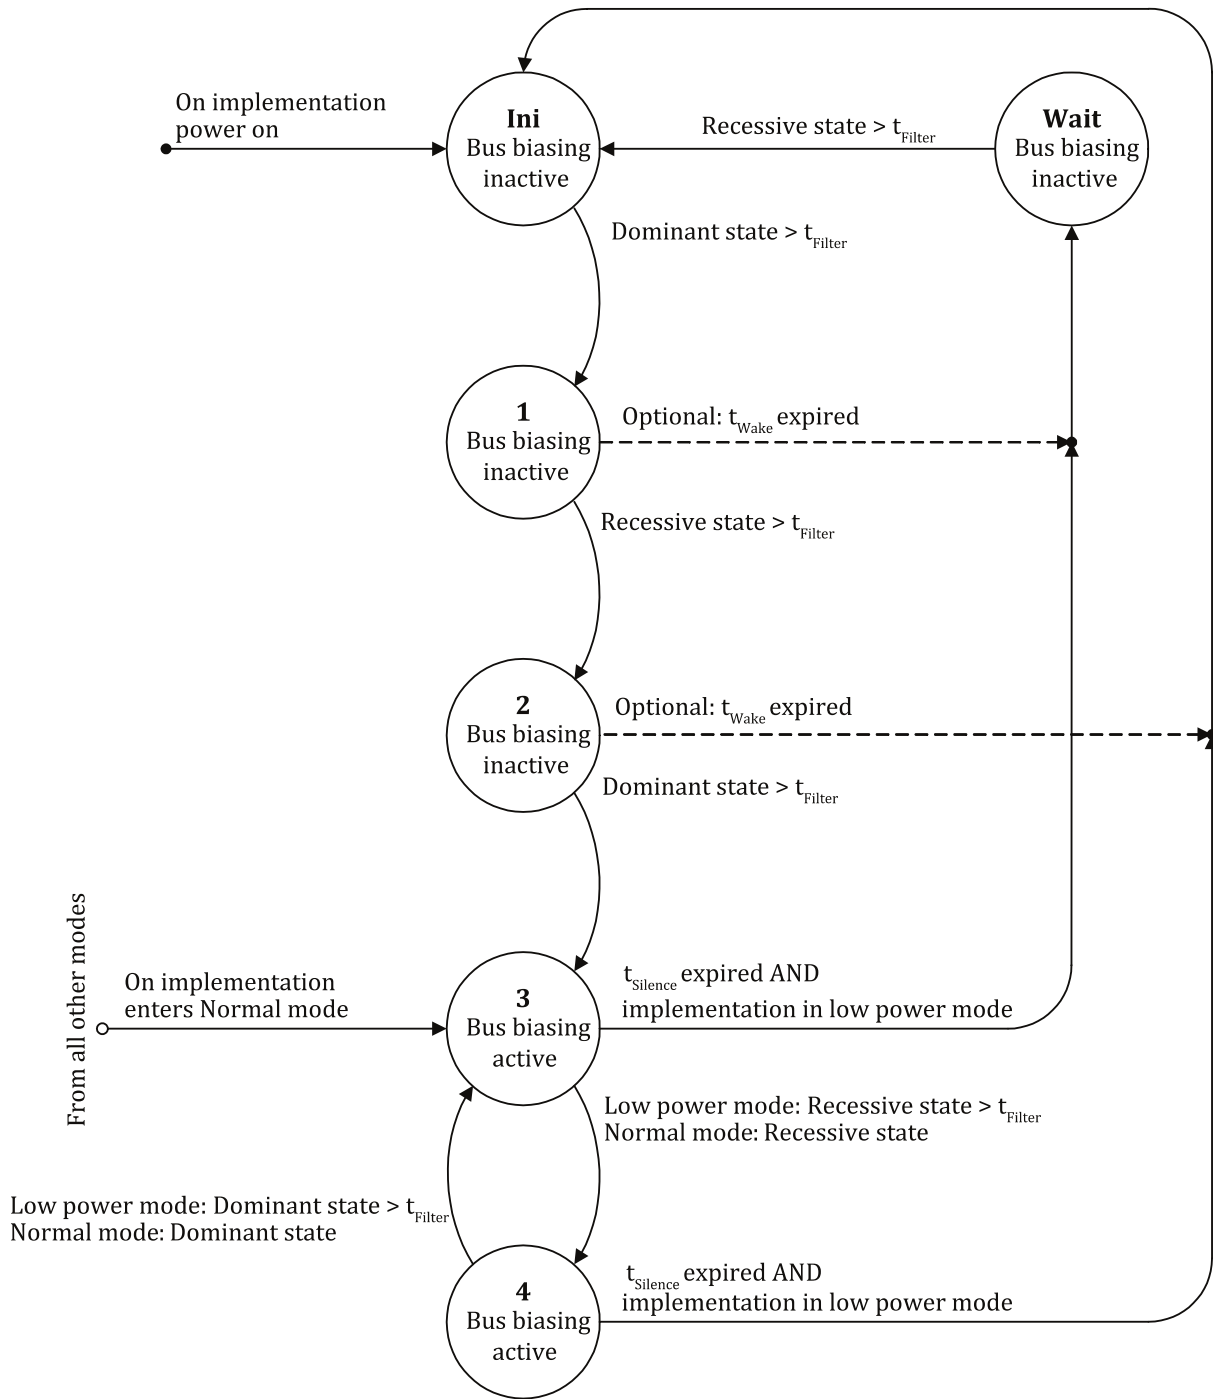 On implementation
power on
Ini
Bus biasing
inactive
Recessive state > tFilter
Wait
Bus biasing
inactive
Dominant state > tFilter
1
Bus biasing
inactive
Optional: tWake expired
Recessive state > tFilter
2
Bus biasing
inactive
Optional: tWake expired
Dominant state > tFilter
From all other modes
On implementation
enters Normal mode
3
Bus biasing
active
tSilence expired AND
implementation in low power mode
Low power mode: Recessive state > tFilter
Normal mode: Recessive state
Low power mode: Dominant state > tFilter
Normal mode: Dominant state
4
Bus biasing
active
tSilence expired AND
implementation in low power mode